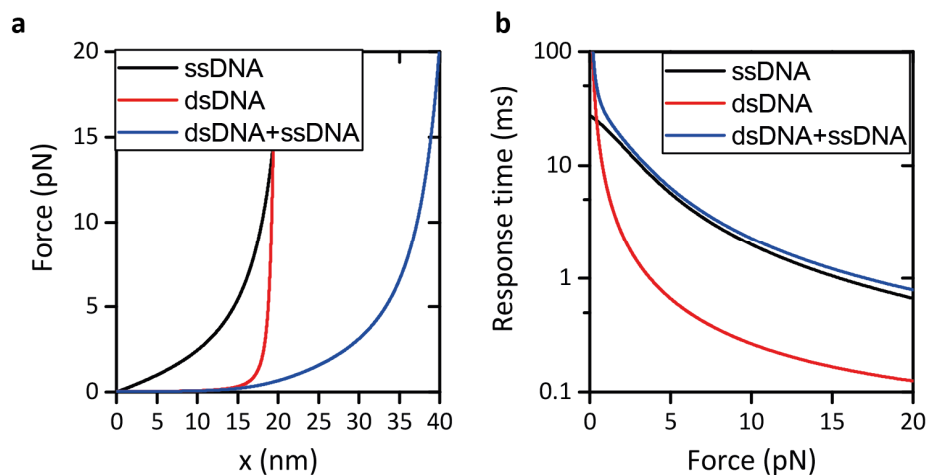 a
20
15
10
5
0
Force (pN)
ssDNA
dsDNA
dsDNA+ssDNA
0 5 10 15 20 25 30 35 40
x (nm)
b
100
10
1
0.1
Response time (ms)
ssDNA
dsDNA
dsDNA+ssDNA
0 5 10 15 20
Force (pN)